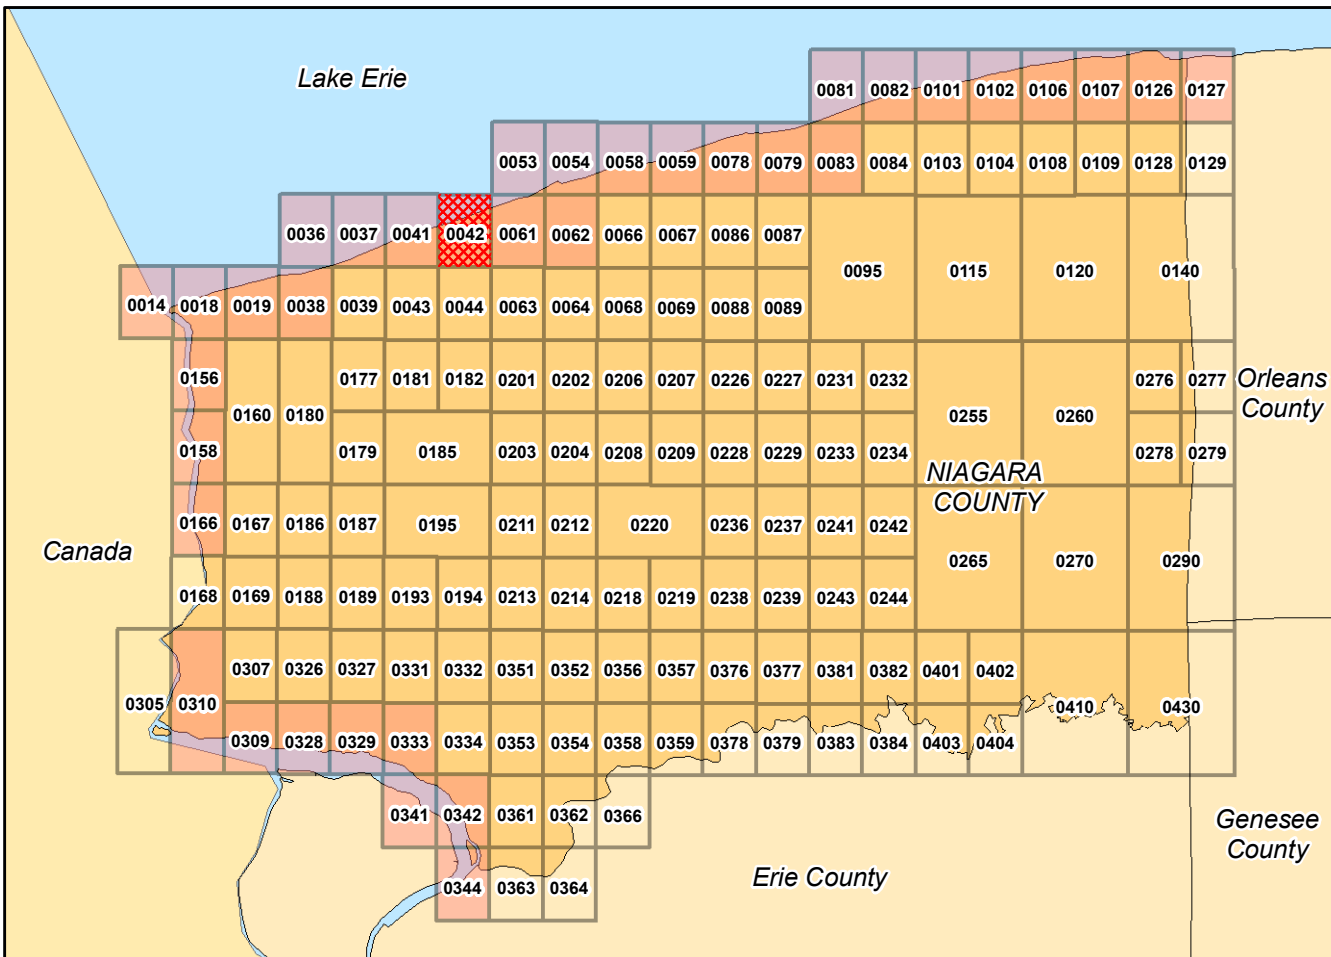 Lake Erie
0081 0082 0101 0102 0106 0107 0126 0127
0053 0054 0058 0059 0078 0079 0083 0084 0103 0104 0108 0109 0128 0129
0036 0037 0041 0042 0061 0062 0066 0067 0086 0087
0095 0115 0120 0140
0014 0018 0019 0038 0039 0043 0044 0063 0064 0068 0069 0088 0089
0156 0177 0181 0182 0201 0202 0206 0207 0226 0227 0231 0232 0276 0277
Orleans
County
0160 0180 0255 0260
0158 0179 0185 0203 0204 0208 0209 0228 0229 0233 0234 0278 0279
NIAGARA
COUNTY
0166 0167 0186 0187 0195 0211 0212 0220 0236 0237 0241 0242
Canada
0265 0270 0290
0168 0169 0188 0189 0193 0194 0213 0214 0218 0219 0238 0239 0243 0244
0307 0326 0327 0331 0332 0351 0352 0356 0357 0376 0377 0381 0382 0401 0402
0305 0310 0410 0430
0309 0328 0329 0333 0334 0353 0354 0358 0359 0378 0379 0383 0384 0403 0404
0341 0342 0361 0362 0366
Genesee
County
0344 0363 0364
Erie County